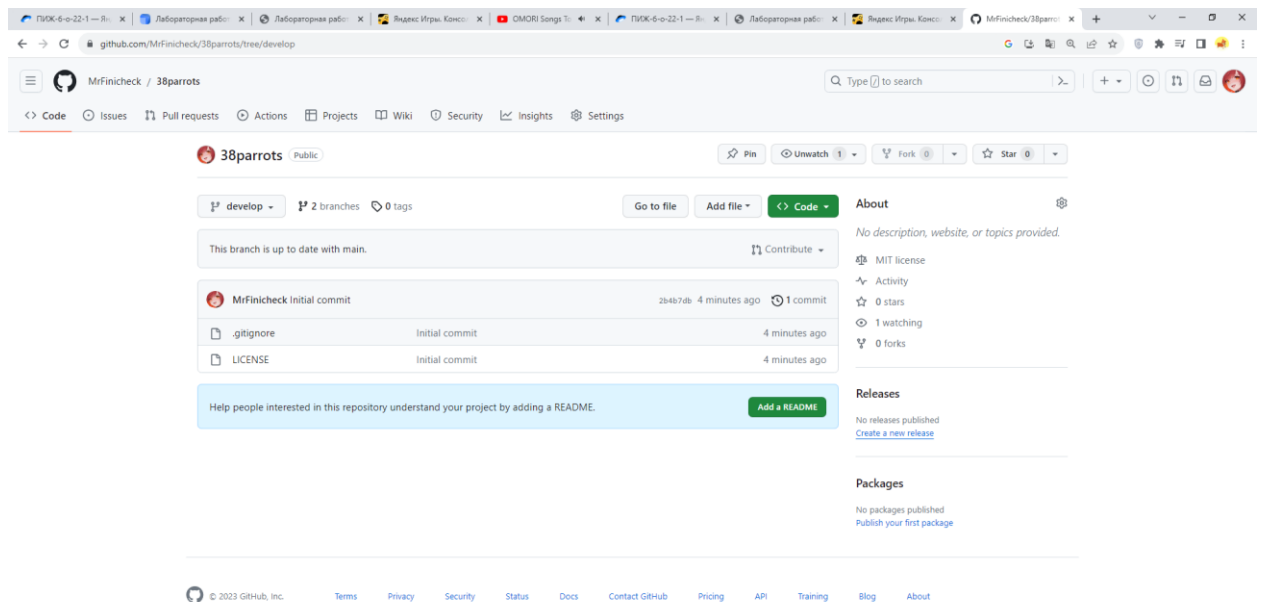 ПИЖ-б-о-22-1 — Ян
Лабораторная работ
Лабораторная работ
Яндекс Игры. Консо
OMORI Songs To
ПИЖ-б-о-22-1 — Ян
Лабораторная работ
Яндекс Игры. Консо
MrFinicheck/38parrot
github.com/MrFinicheck/38parrots/tree/develop
MrFinicheck / 38parrots
Type / to search
Code Issues Pull requests Actions Projects Wiki Security Insights Settings
38parrots Public
Pin Unwatch 1 Fork 0 Star 0
develop 2 branches 0 tags Go to file Add file Code
This branch is up to date with main. Contribute
MrFinicheck Initial commit 2b4b7db 4 minutes ago 1 commit
.gitignore Initial commit 4 minutes ago
LICENSE Initial commit 4 minutes ago
Help people interested in this repository understand your project by adding a README. Add a README
About
No description, website, or topics provided.
MIT license
Activity
0 stars
1 watching
0 forks
Releases
No releases published
Create a new release
Packages
No packages published
Publish your first package
© 2023 GitHub, Inc. Terms Privacy Security Status Docs Contact GitHub Pricing API Training Blog About